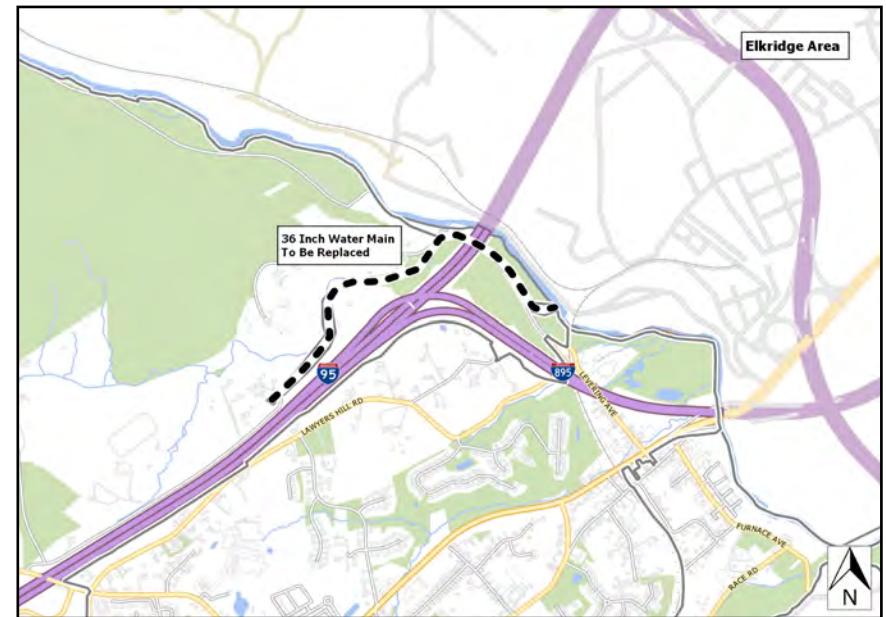 Elkridge Area
36 Inch Water Main
To Be Replaced
95
895
LEVERING AVE
LAWYERS HILL RD
FURNACE AVE
RACE RD
N